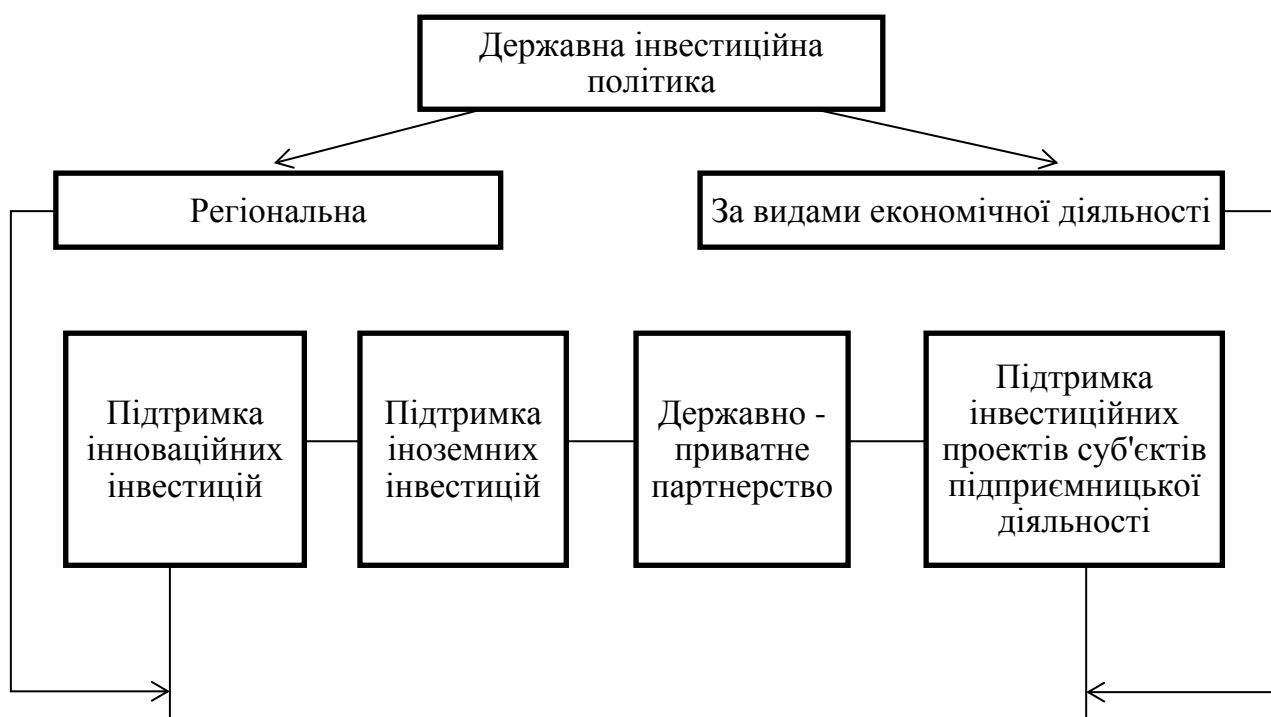 Державна інвестиційна
політика
Регіональна
За видами економічної діяльності
Підтримка
інноваційних
інвестицій
Підтримка
іноземних
інвестицій
Державно -
приватне
партнерство
Підтримка
інвестиційних
проектів суб'єктів
підприємницької
діяльності